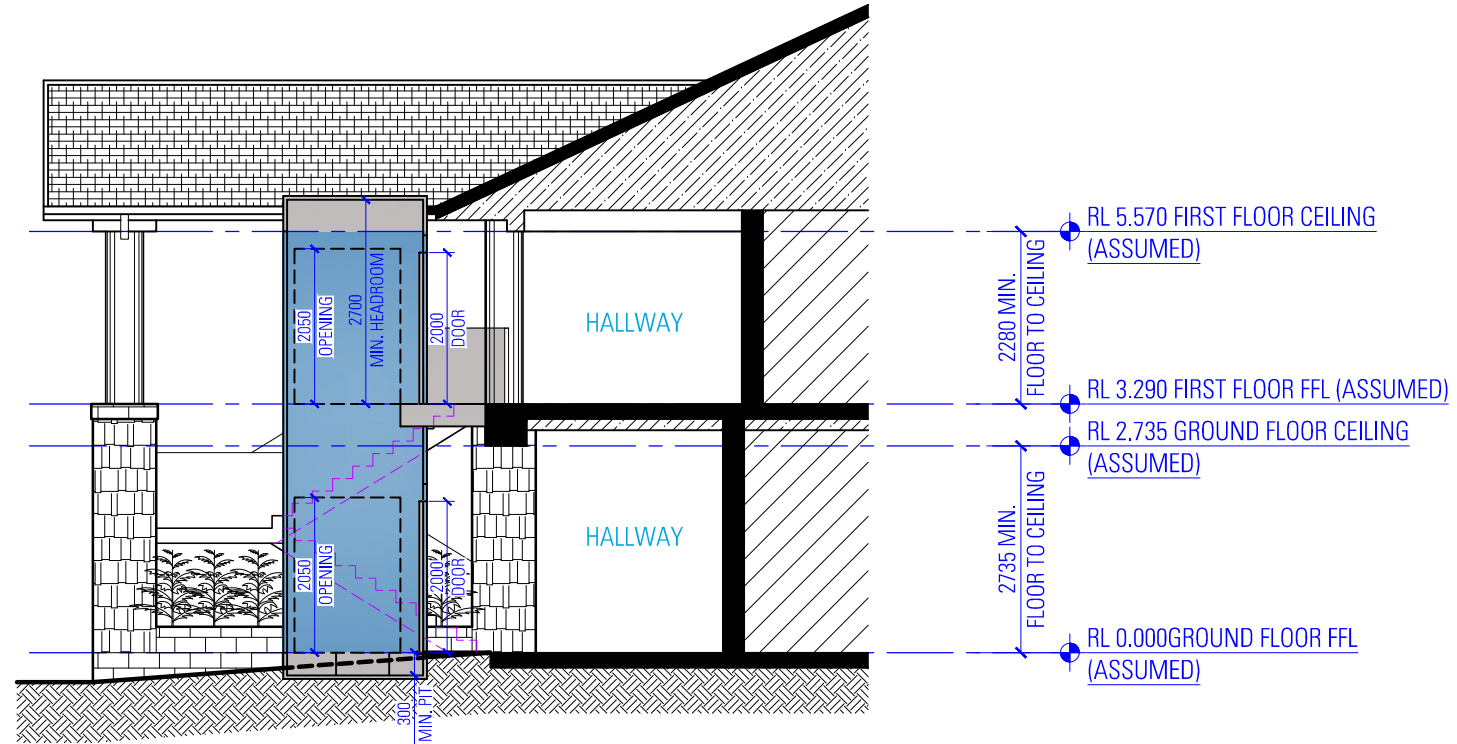 RL 5.570 FIRST FLOOR CEILING
(ASSUMED)
2280 MIN.
FLOOR TO CEILING
2050
OPENING
2700
MIN. HEADROOM
2000
DOOR
HALLWAY
RL 3.290 FIRST FLOOR FFL (ASSUMED)
RL 2.735 GROUND FLOOR CEILING
(ASSUMED)
2735 MIN.
FLOOR TO CEILING
2050
OPENING
2000
DOOR
HALLWAY
RL 0.000GROUND FLOOR FFL
(ASSUMED)
300
MIN. PIT